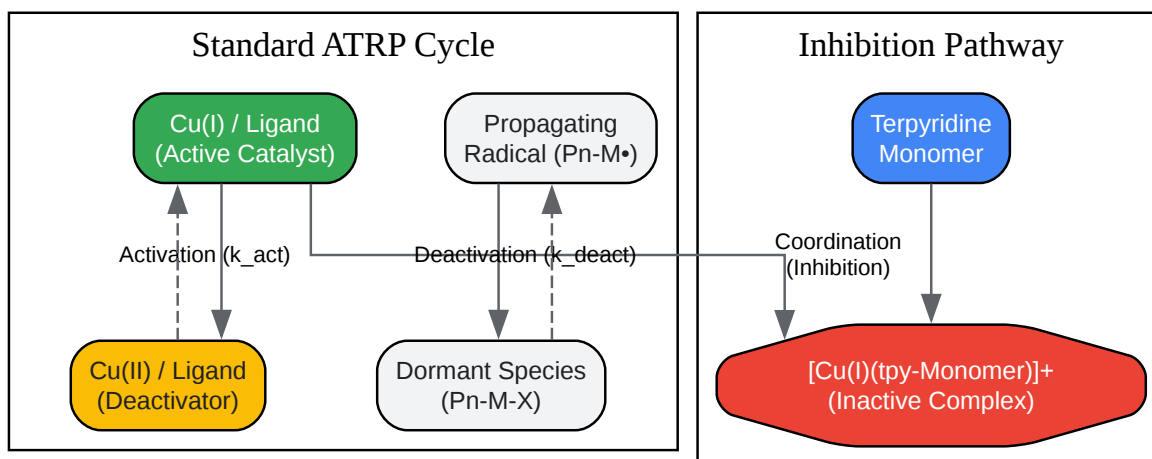 Standard ATRP Cycle
Inhibition Pathway
Cu(I) / Ligand
(Active Catalyst)
Propagating
Radical (Pn-M•)
Terpyridine
Monomer
Activation (k_act)
Deactivation (k_deact)
Coordination
(Inhibition)
Cu(II) / Ligand
(Deactivator)
Dormant Species
(Pn-M-X)
[Cu(I)(tpy-Monomer)]+
(Inactive Complex)